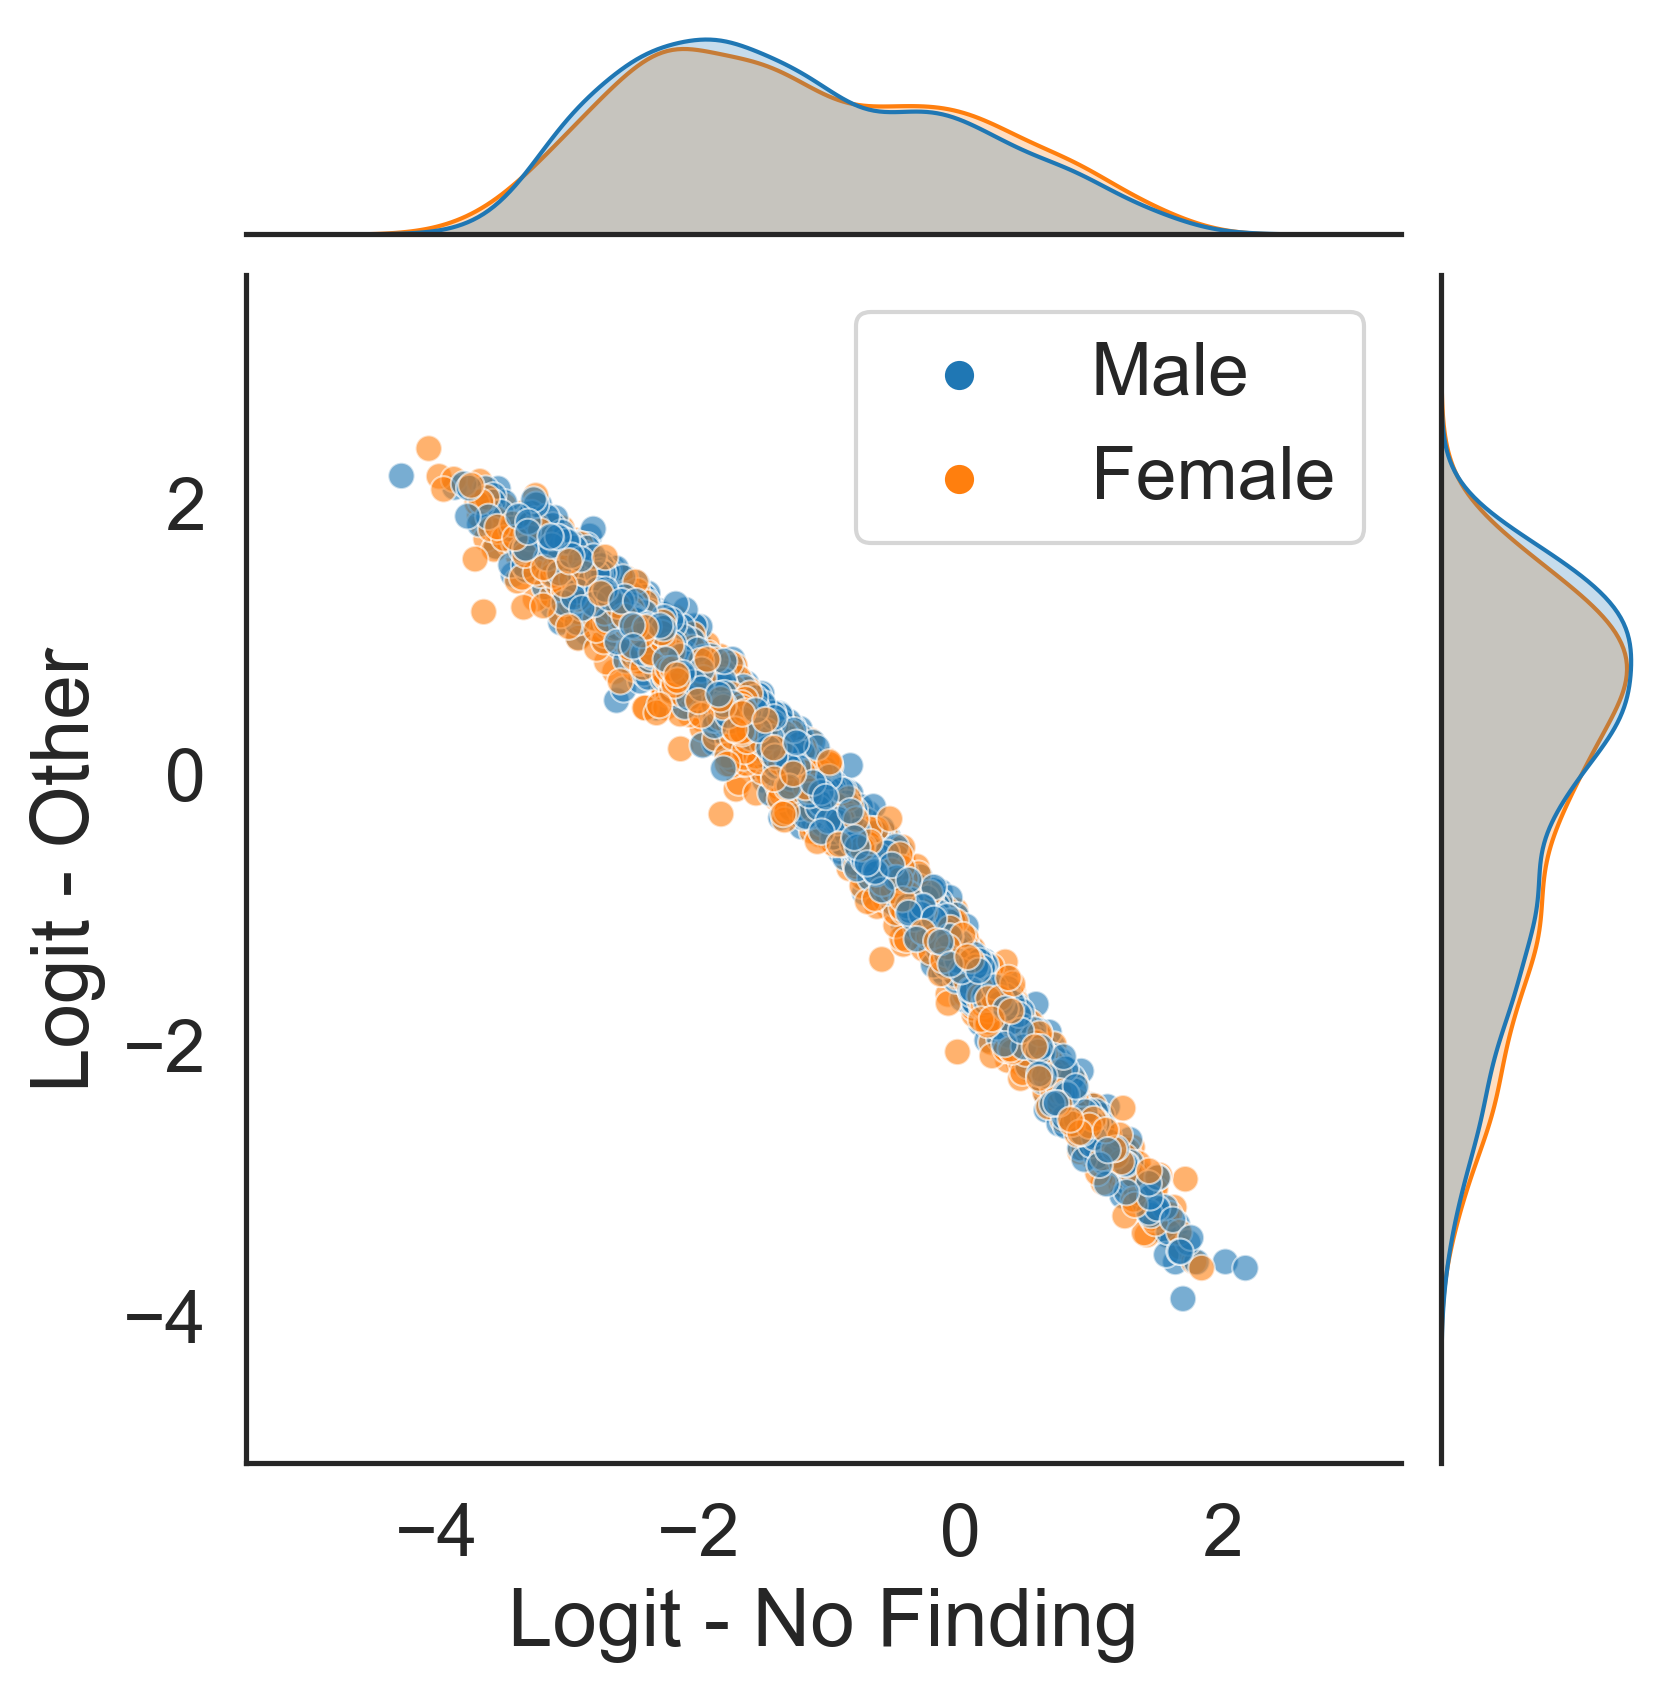 Male
Female
Logit - Other
2
0
−2
−4
−4 −2 0 2
Logit - No Finding